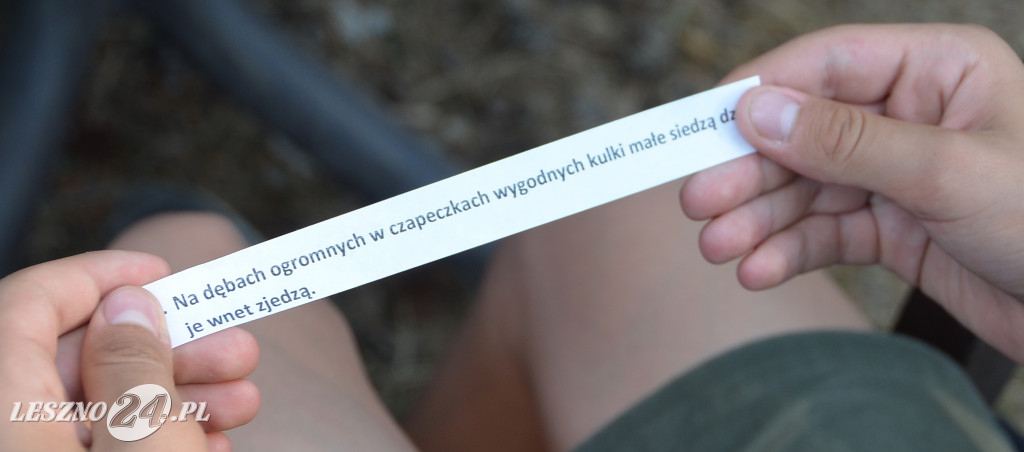 . Na dębach ogromnych w czapeczkach wygodnych kulki małe siedzą
je wnet zjedzą.
LESZNO24.PL